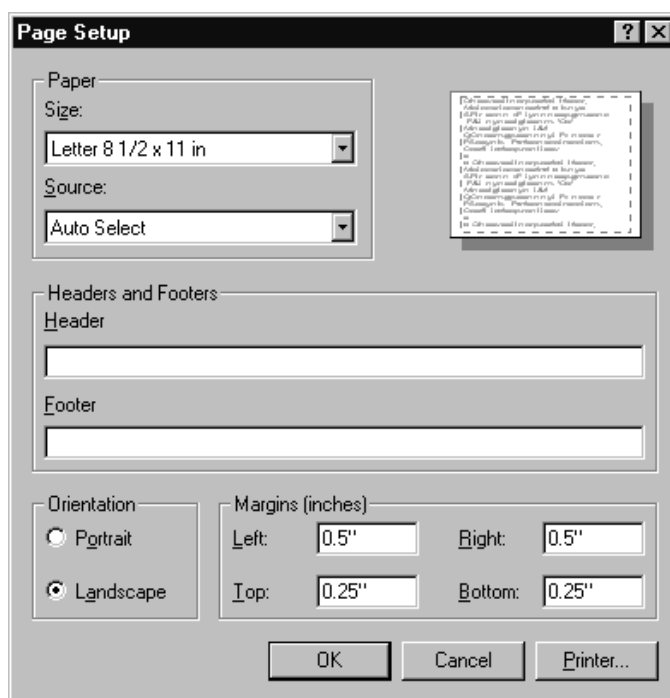 Page Setup
Paper
Size:
Letter 8 1/2 x 11 in
Source:
Auto Select
Headers and Footers
Header
Footer
Orientation
Portrait
Landscape
Margins (inches)
Left: 0.5" Right: 0.5"
Top: 0.25" Bottom: 0.25"
OK Cancel Printer...